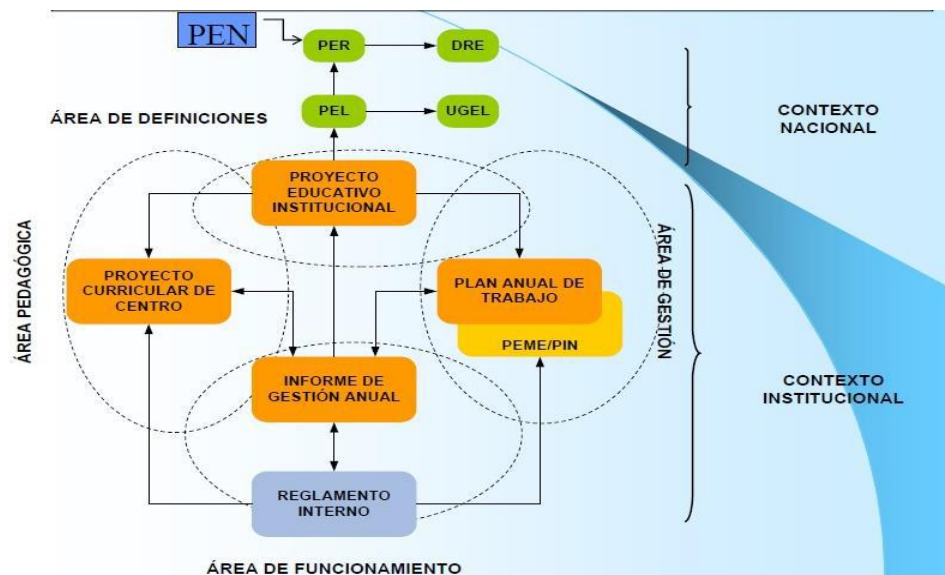 PEN
PER
DRE
PEL
UGEL
ÁREA DE DEFINICIONES
CONTEXTO
NACIONAL
PROYECTO
EDUCATIVO
INSTITUCIONAL
ÁREA PEDAGÓGICA
PROYECTO
CURRICULAR DE
CENTRO
PLAN ANUAL DE
TRABAJO
PEME/PIN
ÁREA DE GESTIÓN
INFORME DE
GESTIÓN ANUAL
CONTEXTO
INSTITUCIONAL
REGLAMENTO
INTERNO
ÁREA DE FUNCIONAMIENTO